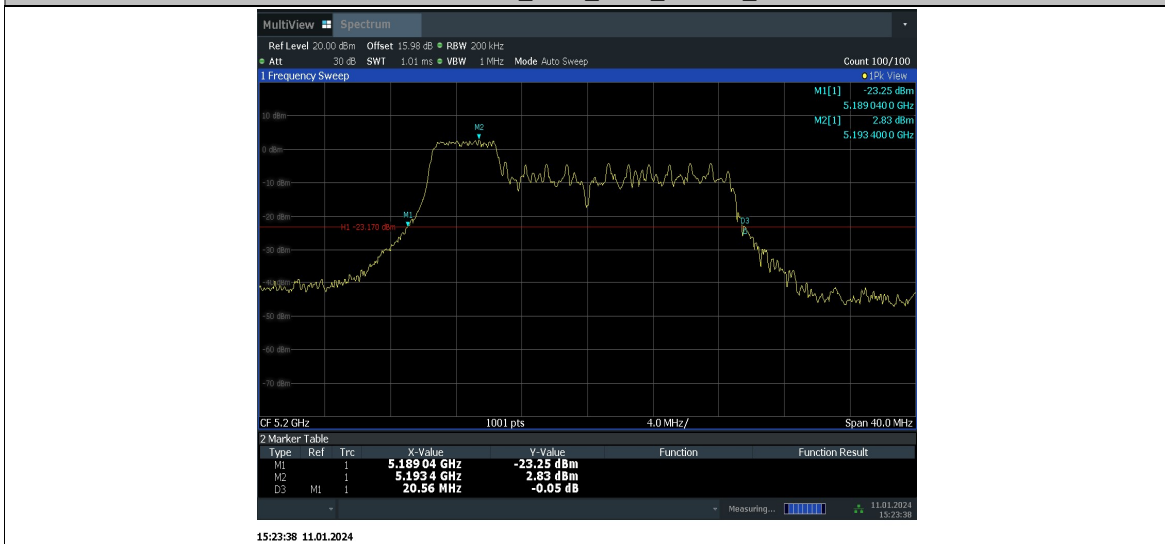 MultiView Spectrum
Ref Level 20.00 dBm Offset 15.98 dB RBW 200 kHz
Att 30 dB SWT 1.01 ms VBW 1 MHz Mode Auto Sweep Count 100/100
1 Frequency Sweep 1Pk View
M1[1] -23.25 dBm
5.189 040 0 GHz
M2[1] 2.83 dBm
5.193 400 0 GHz
10 dBm
M2
0 dBm
-10 dBm
-20 dBm
M1
D3
H1 -23.170 dBm
-30 dBm
-40 dBm
-50 dBm
-60 dBm
-70 dBm
CF 5.2 GHz 1001 pts 4.0 MHz/ Span 40.0 MHz
2 Marker Table
Type Ref Trc X-Value Y-Value Function Function Result
M1 1 5.189 04 GHz -23.25 dBm
M2 1 5.193 4 GHz 2.83 dBm
D3 M1 1 20.56 MHz -0.05 dB
Measuring... 11.01.2024
15:23:38
15:23:38 11.01.2024